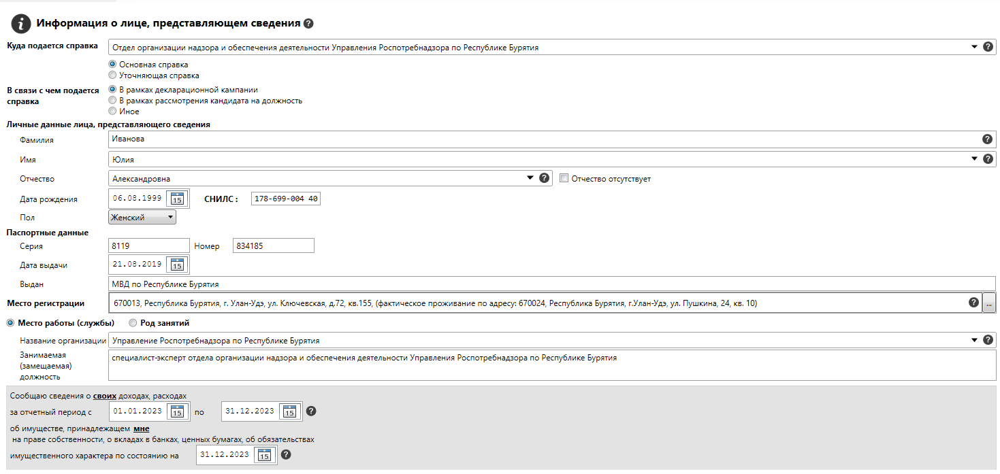 Информация о лице, представляющем сведения ?
Куда подается справка Отдел организации надзора и обеспечения деятельности Управления Роспотребнадзора по Республике Бурятия ?
Основная справка
Уточняющая справка
В связи с чем подается справка
В рамках декларационной кампании
В рамках рассмотрения кандидата на должность
Иное
Личные данные лица, представляющего сведения
Фамилия Иванова ?
Имя Юлия ?
Отчество Александровна ? Отчество отсутствует
Дата рождения 06.08.1999 15 СНИЛС : 178-699-004 40
Пол Женский
Паспортные данные
Серия 8119 Номер 834185
Дата выдачи 21.08.2019 15
Выдан МВД по Республике Бурятия
Место регистрации 670013, Республика Бурятия, г. Улан-Удэ, ул. Ключевская, д.72, кв.155, (фактическое проживание по адресу: 670024, Республика Бурятия, г.Улан-Удэ, ул. Пушкина, 24, кв. 10) ? ...
Место работы (службы) Род занятий
Название организации Управление Роспотребнадзора по Республике Бурятия ?
Занимаемая (замещаемая) должность
специалист-эксперт отдела организации надзора и обеспечения деятельности Управления Роспотребнадзора по Республике Бурятия
Сообщаю сведения о своих доходах, расходах
за отчетный период с 01.01.2023 15 по 31.12.2023 15 ?
об имуществе, принадлежащем мне
на праве собственности, о вкладах в банках, ценных бумагах, об обязательствах
имущественного характера по состоянию на 31.12.2023 15 ?